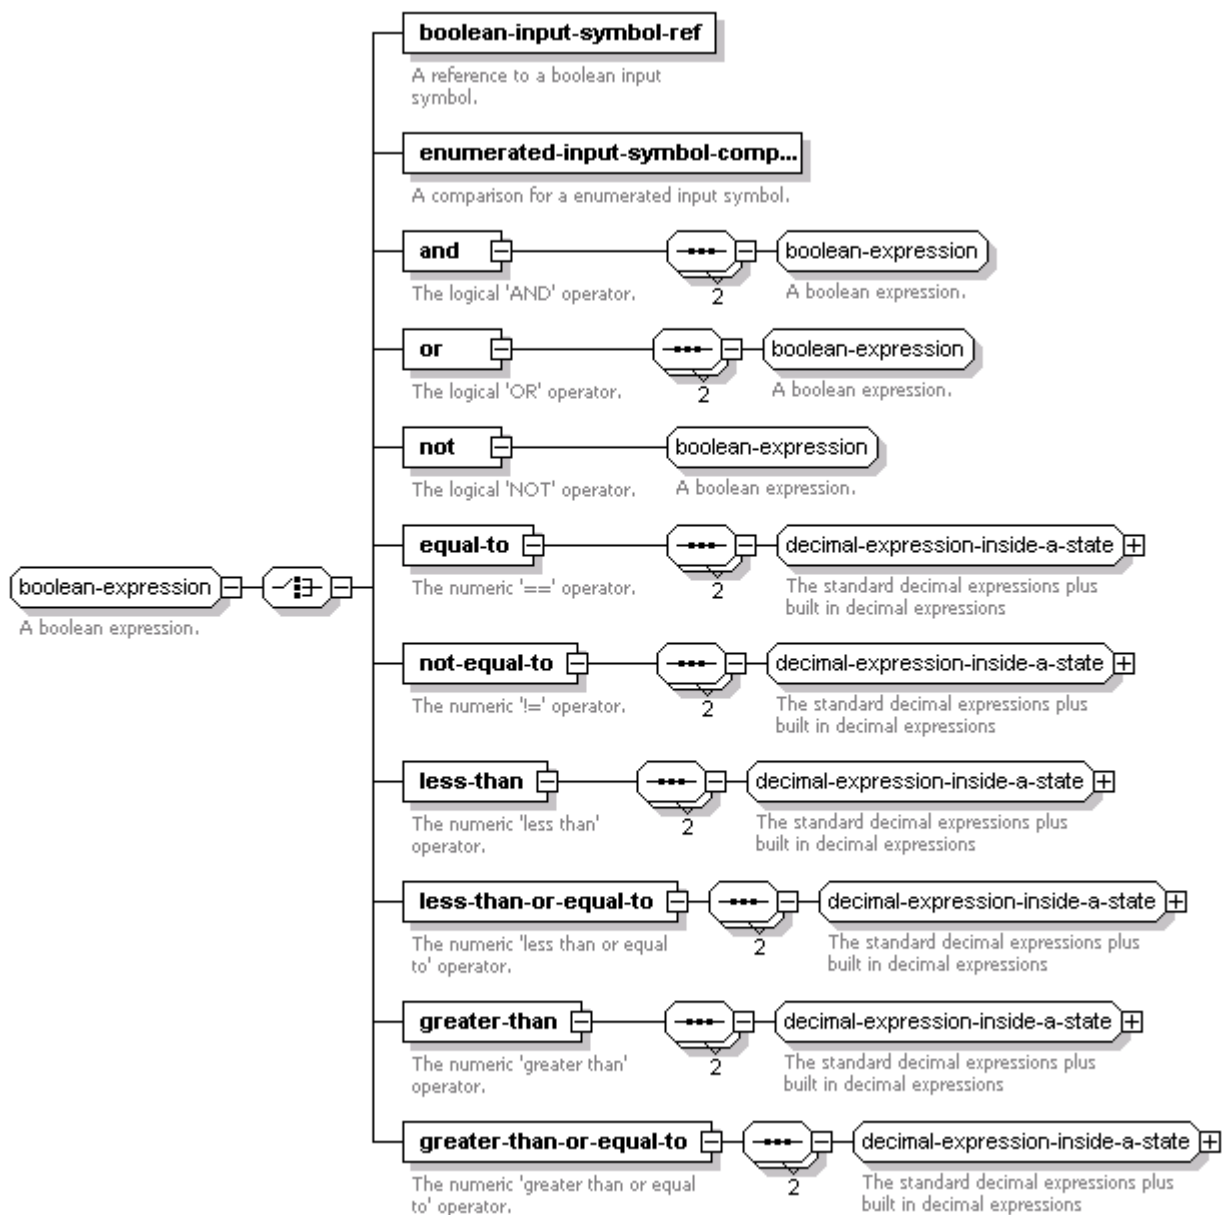 boolean-input-symbol-ref
A reference to a boolean input
symbol.
enumerated-input-symbol-comp...
A comparison for a enumerated input symbol.
and
boolean-expression
2
The logical 'AND' operator.
A boolean expression.
or
boolean-expression
2
The logical 'OR' operator.
A boolean expression.
not
boolean-expression
The logical 'NOT' operator.
A boolean expression.
equal-to
decimal-expression-inside-a-state
2
The numeric '==' operator.
The standard decimal expressions plus
built in decimal expressions
boolean-expression
A boolean expression.
not-equal-to
decimal-expression-inside-a-state
2
The numeric '!=' operator.
The standard decimal expressions plus
built in decimal expressions
less-than
decimal-expression-inside-a-state
2
The numeric 'less than'
operator.
The standard decimal expressions plus
built in decimal expressions
less-than-or-equal-to
decimal-expression-inside-a-state
2
The numeric 'less than or equal
to' operator.
The standard decimal expressions plus
built in decimal expressions
greater-than
decimal-expression-inside-a-state
2
The numeric 'greater than'
operator.
The standard decimal expressions plus
built in decimal expressions
greater-than-or-equal-to
decimal-expression-inside-a-state
2
The numeric 'greater than or equal
to' operator.
The standard decimal expressions plus
built in decimal expressions